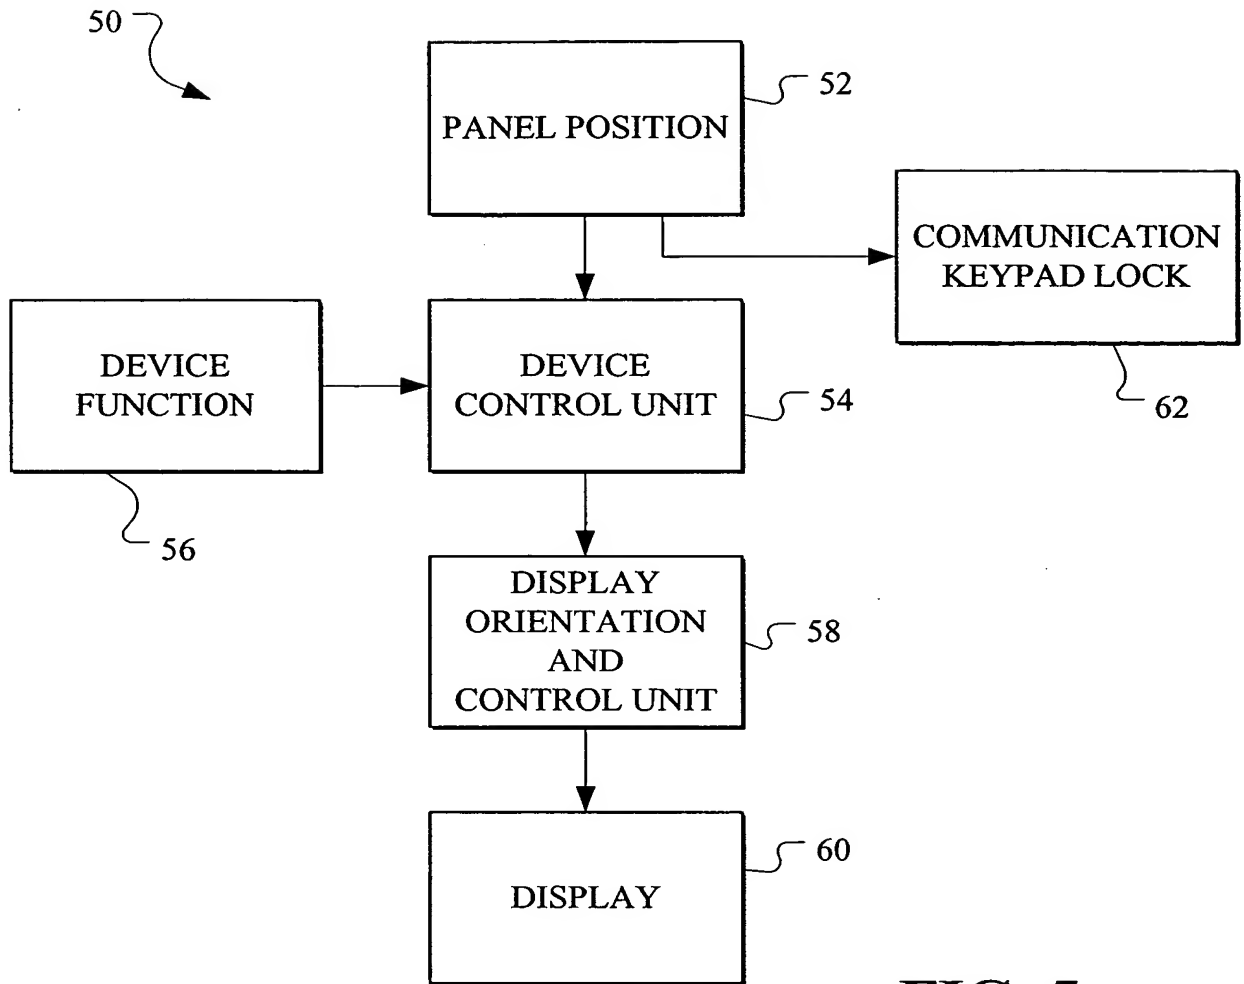 50
PANEL POSITION
52
COMMUNICATION
KEYPAD LOCK
62
DEVICE
FUNCTION
56
DEVICE
CONTROL UNIT
54
DISPLAY
ORIENTATION
AND
CONTROL UNIT
58
DISPLAY
60